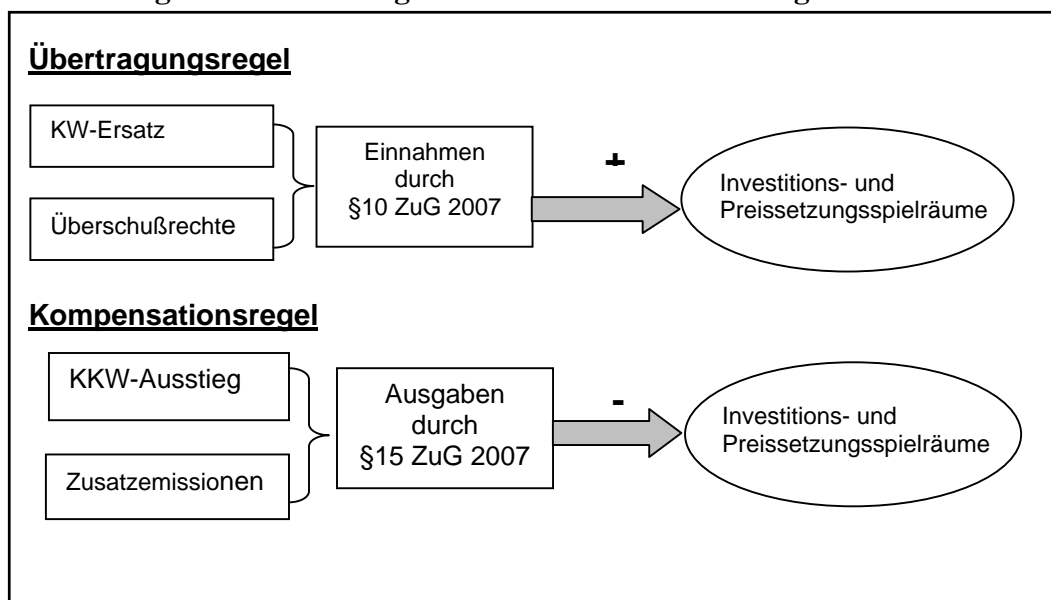 Übertragungsregel
KW-Ersatz
Überschußrechte
Einnahmen
durch
§10 ZuG 2007
+
Investitions- und
Preissetzungsspielräume
Kompensationsregel
KKW-Ausstieg
Zusatzemissionen
Ausgaben
durch
§15 ZuG 2007
-
Investitions- und
Preissetzungsspielräume